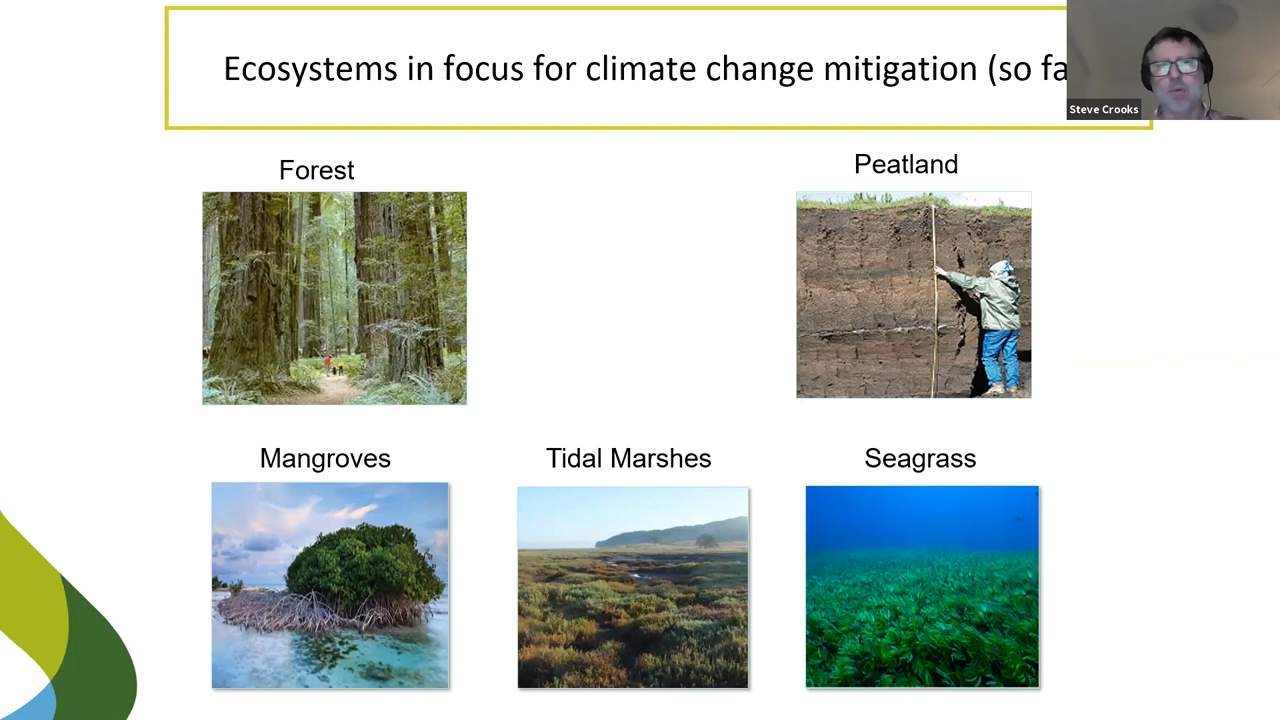 Ecosystems in focus for climate change mitigation (so fa
Steve Crooks
Forest
Peatland
Mangroves
Tidal Marshes
Seagrass